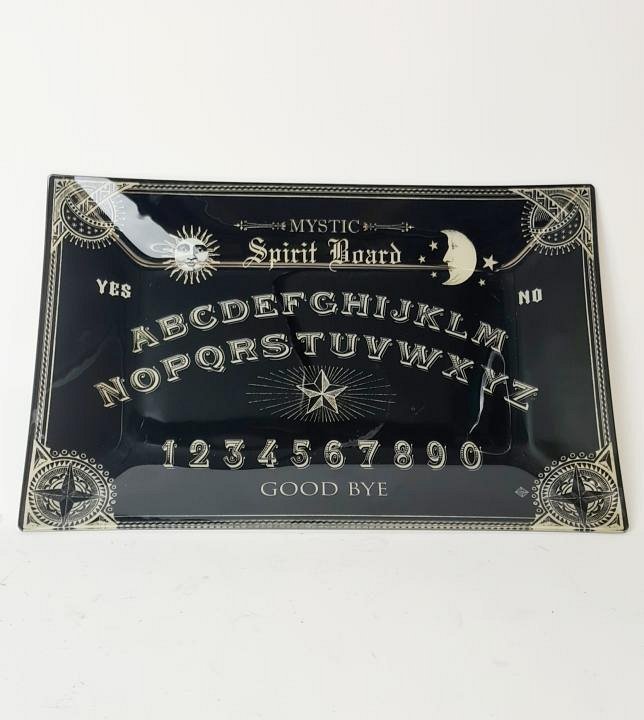 MYSTIC
Spirit Board
YES
NO
ABCDEFGHIJKLM
NOPQRSTUVWXYZ
1234567890
GOOD BYE